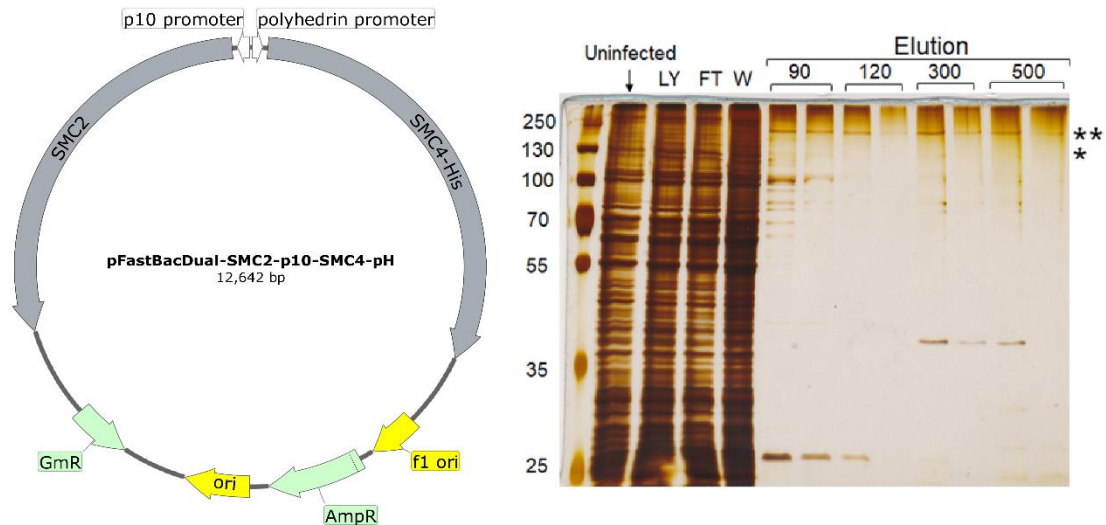 p10 promoter
polyhedrin promoter
SMC2
SMC4-His
pFastBacDual-SMC2-p10-SMC4-pH
12,642 bp
GmR
ori
AmpR
f1 ori
Elution
Uninfected
LY FT W 90 120 300 500
250
130
100
70
55
35
25
**
*